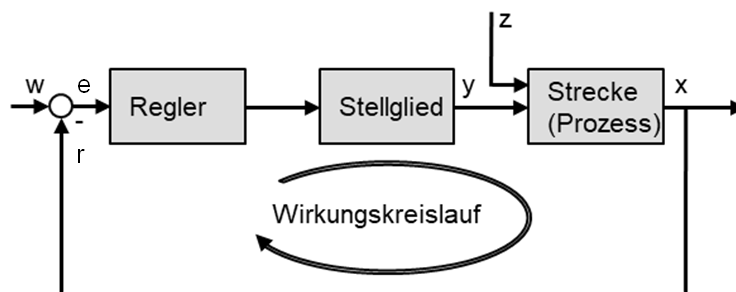 z
w
e
Regler
Stellglied
y
Strecke
(Prozess)
x
-
r
Wirkungskreislauf